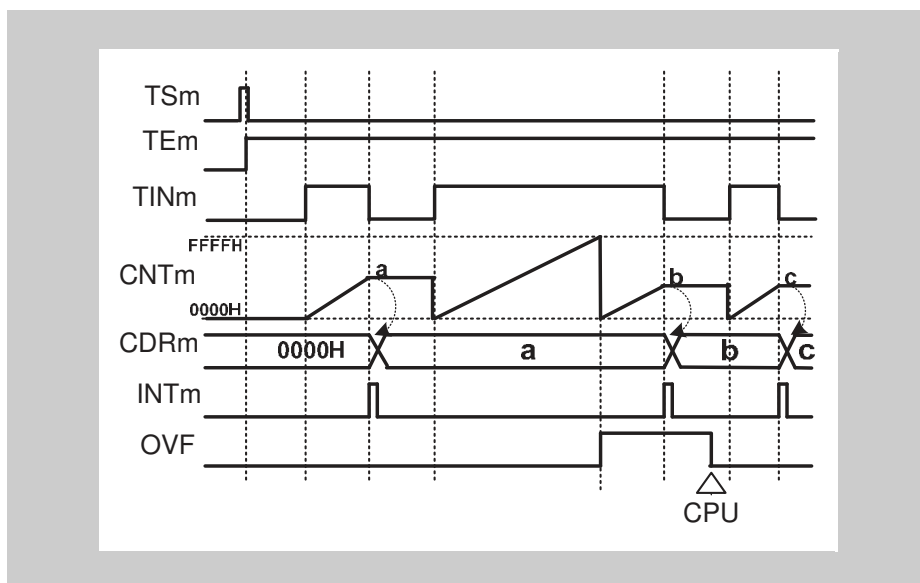 TSm
TEm
TINm
FFFFH
CNTm
a
b
c
0000H
CDRm
0000H
a
b
c
INTm
OVF
CPU